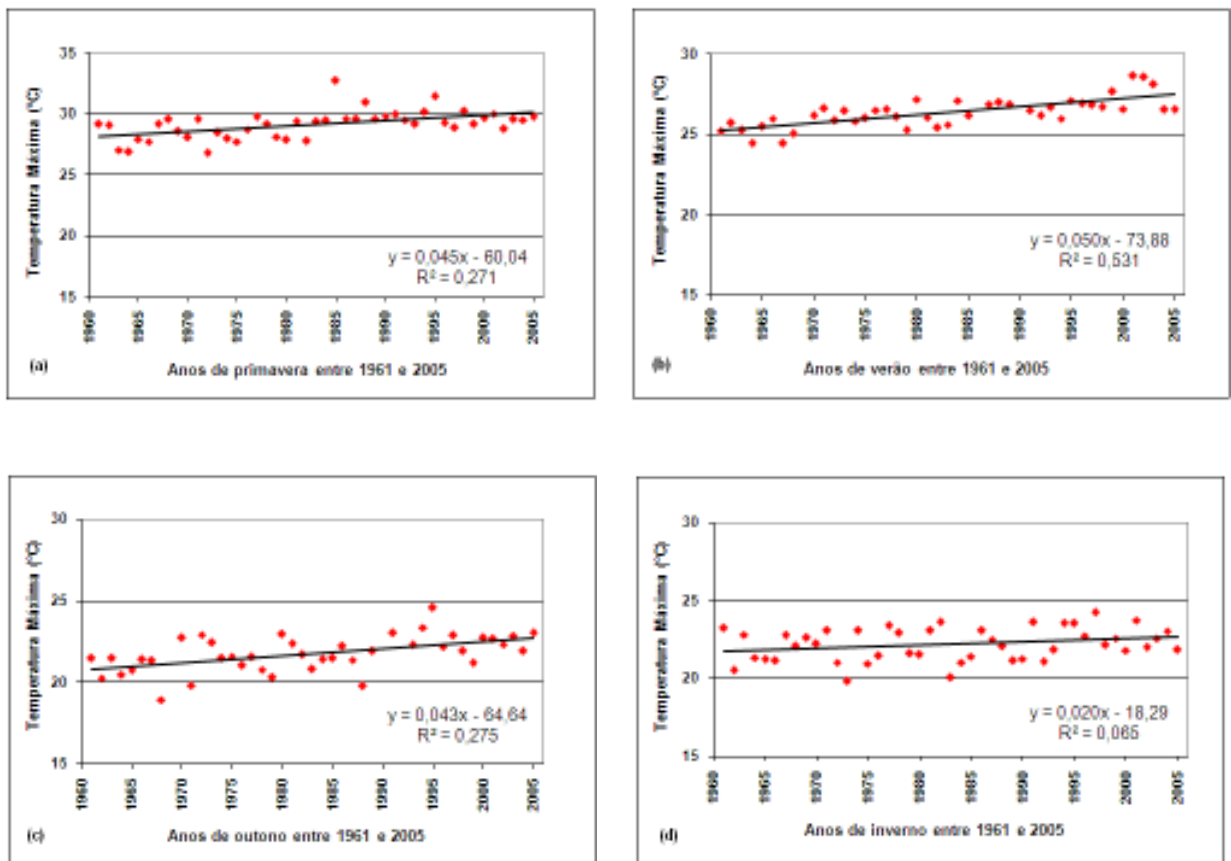 Temperatura Máxima (°C)
35
30
25
20
15
y = 0,045x - 60,04
R² = 0,271
1960
1965
1970
1975
1980
1985
1990
1995
2000
2005
(a)
Anos de primavera entre 1961 e 2005
Temperatura Máxima (°C)
30
25
20
15
y = 0,050x - 73,88
R² = 0,531
1960
1965
1970
1975
1980
1985
1990
1995
2000
2005
(b)
Anos de verão entre 1961 e 2005
Temperatura Máxima (°C)
30
25
20
15
y = 0,043x - 64,64
R² = 0,275
1960
1965
1970
1975
1980
1985
1990
1995
2000
2005
(c)
Anos de outono entre 1961 e 2005
Temperatura Máxima (°C)
30
25
20
15
y = 0,020x - 18,29
R² = 0,065
1960
1965
1970
1975
1980
1985
1990
1995
2000
2005
(d)
Anos de inverno entre 1961 e 2005